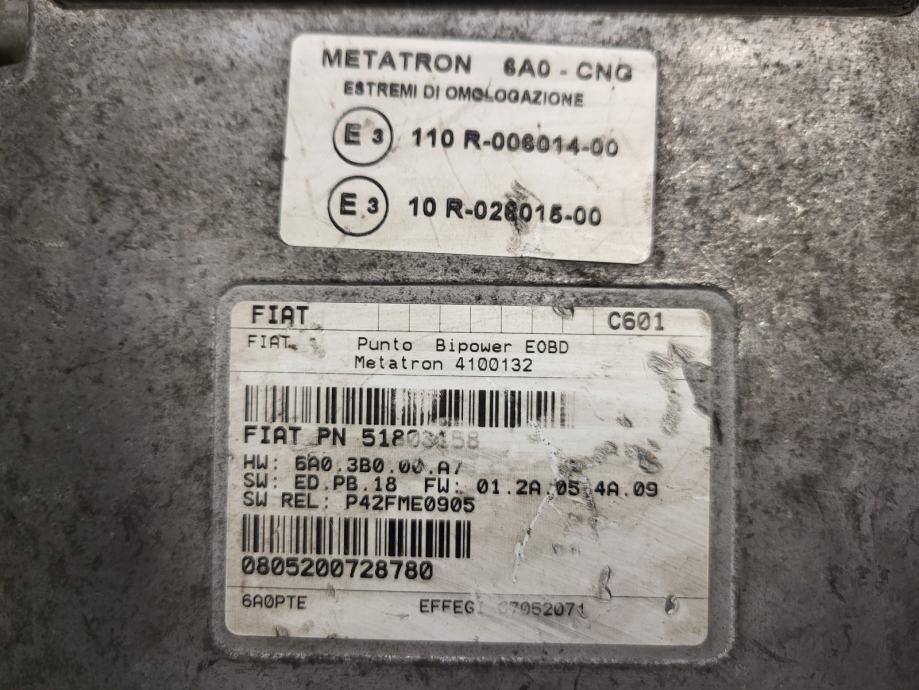 METATRON 6A0 - CNG
ESTREMI DI OMOLOGAZIONE
E 3 110 R-006014-00
E 3 10 R-026015-00
FIAT C601
FIAT Punto Bipower EOBD
Metatron 4100132
FIAT PN
HW: 6A0.3B0.00.A/
SW: ED.PB.18 FW: 01.2A.05.4A.09
SW REL: P42FME0905
0805200728780
6A0PTE EFFEGI